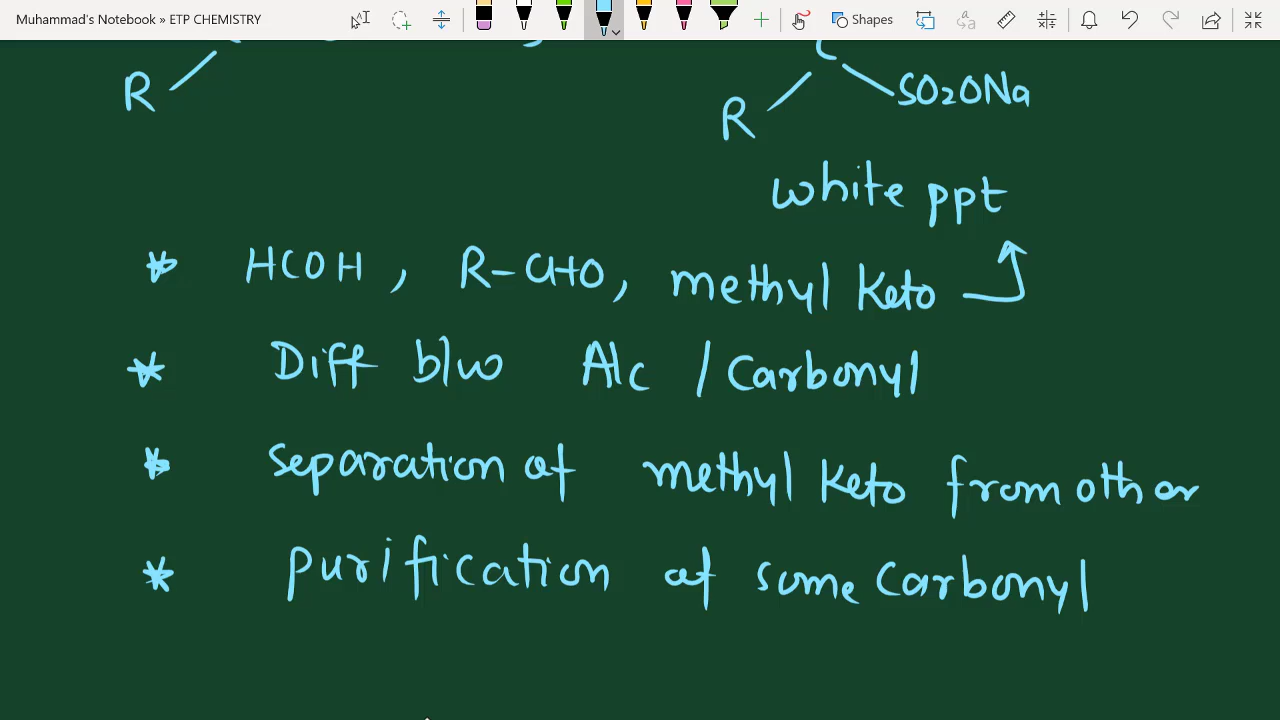 Muhammad's Notebook » ETP CHEMISTRY
Shapes
R
R
SO2ONa
white ppt
* HCOH, R-CHO, methyl Keto
* Diff b/w Alc / Carbonyl
* separation of methyl Keto from other
* purification of some carbonyl